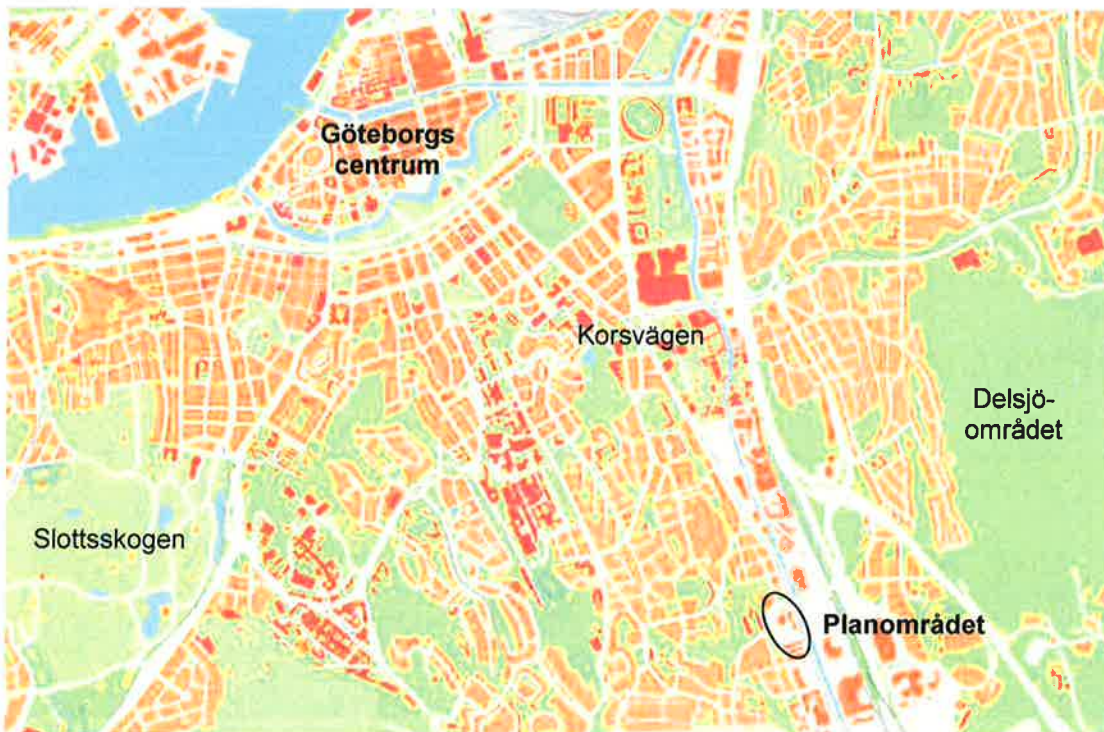 Göteborgs
centrum
Korsvägen
Delsjö-
området
Slottsskogen
Planområdet